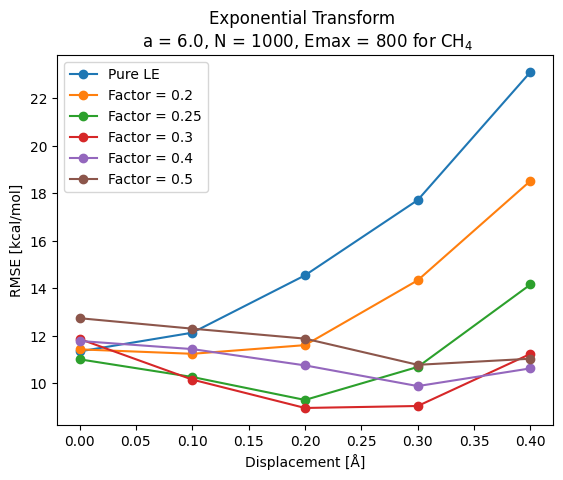 Exponential Transform
a = 6.0, N = 1000, Emax = 800 for CH₄
Pure LE
Factor = 0.2
Factor = 0.25
Factor = 0.3
Factor = 0.4
Factor = 0.5
RMSE [kcal/mol]
22
20
18
16
14
12
10
0.00 0.05 0.10 0.15 0.20 0.25 0.30 0.35 0.40
Displacement [Å]